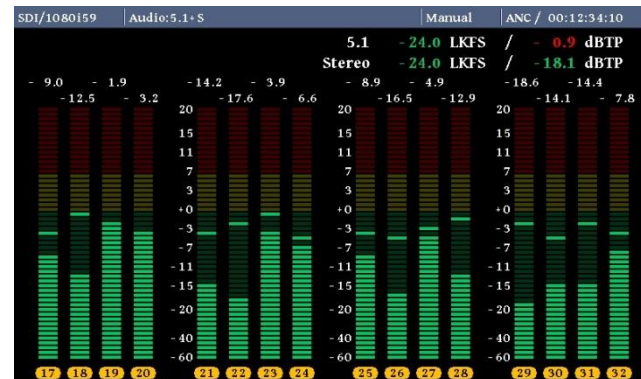 SDI/1080i59 Audio:5.1+S Manual ANC / 00:12:34:10
5.1 -24.0 LKFS / - 0.9 dBTP
Stereo -24.0 LKFS / -18.1 dBTP
- 9.0 - 1.9 -14.2 - 3.9 - 8.9 - 4.9 -18.6 -14.4
-12.5 - 3.2 -17.6 - 6.6 -16.5 -12.9 -14.1 - 7.8
20 20 20
15 15 15
11 11 11
7 7 7
3 3 3
+0 +0 +0
-3 -3 -3
-7 -7 -7
-11 -11 -11
-15 -15 -15
-20 -20 -20
-40 -40 -40
-60 -60 -60
17 18 19 20 21 22 23 24 25 26 27 28 29 30 31 32